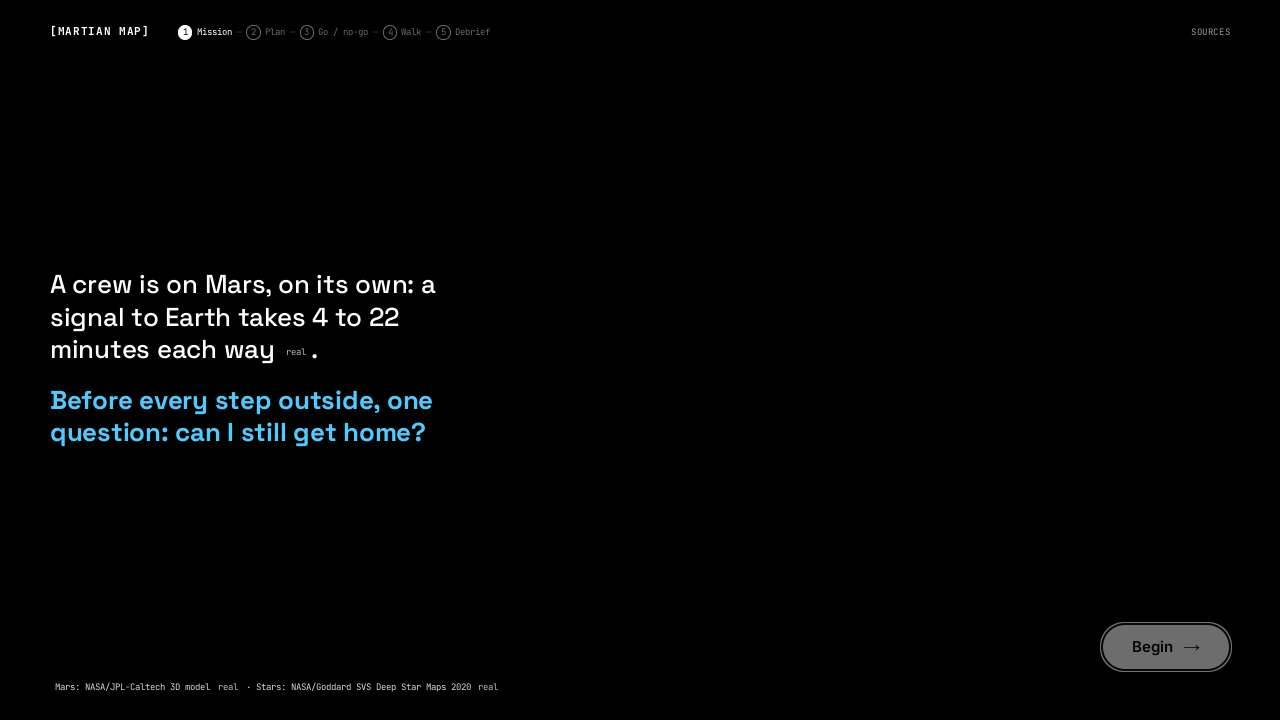 [MARTIAN MAP]
1 Mission — 2 Plan — 3 Go / no-go — 4 Walk — 5 Debrief
SOURCES
A crew is on Mars, on its own: a
signal to Earth takes 4 to 22
minutes each way real .
Before every step outside, one
question: can I still get home?
Begin →
Mars: NASA/JPL-Caltech 3D model real · Stars: NASA/Goddard SVS Deep Star Maps 2020 real